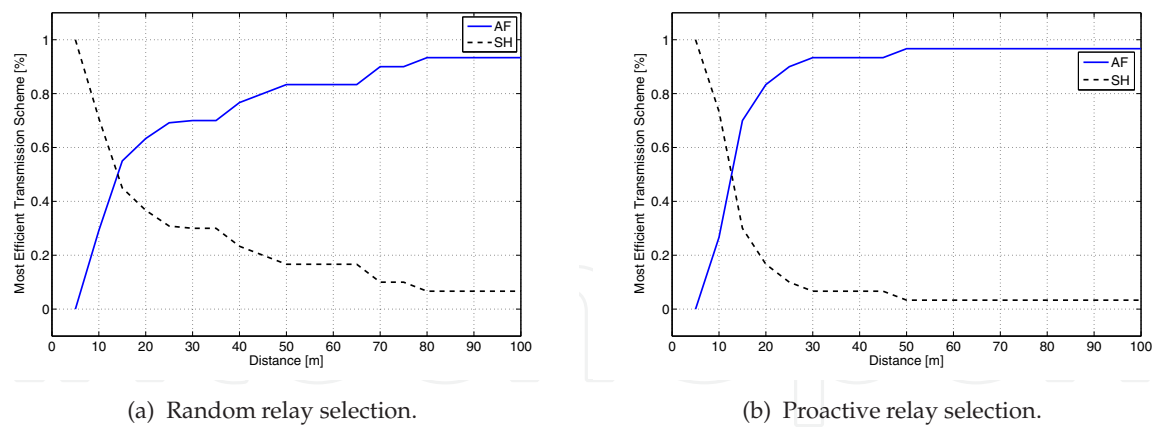 Most Efficient Transmission Scheme [%]
1
0.8
0.6
0.4
0.2
0
0 10 20 30 40 50 60 70 80 90 100
Distance [m]
AF
SH
(a) Random relay selection.
Most Efficient Transmission Scheme [%]
1
0.8
0.6
0.4
0.2
0
0 10 20 30 40 50 60 70 80 90 100
Distance [m]
AF
SH
(b) Proactive relay selection.